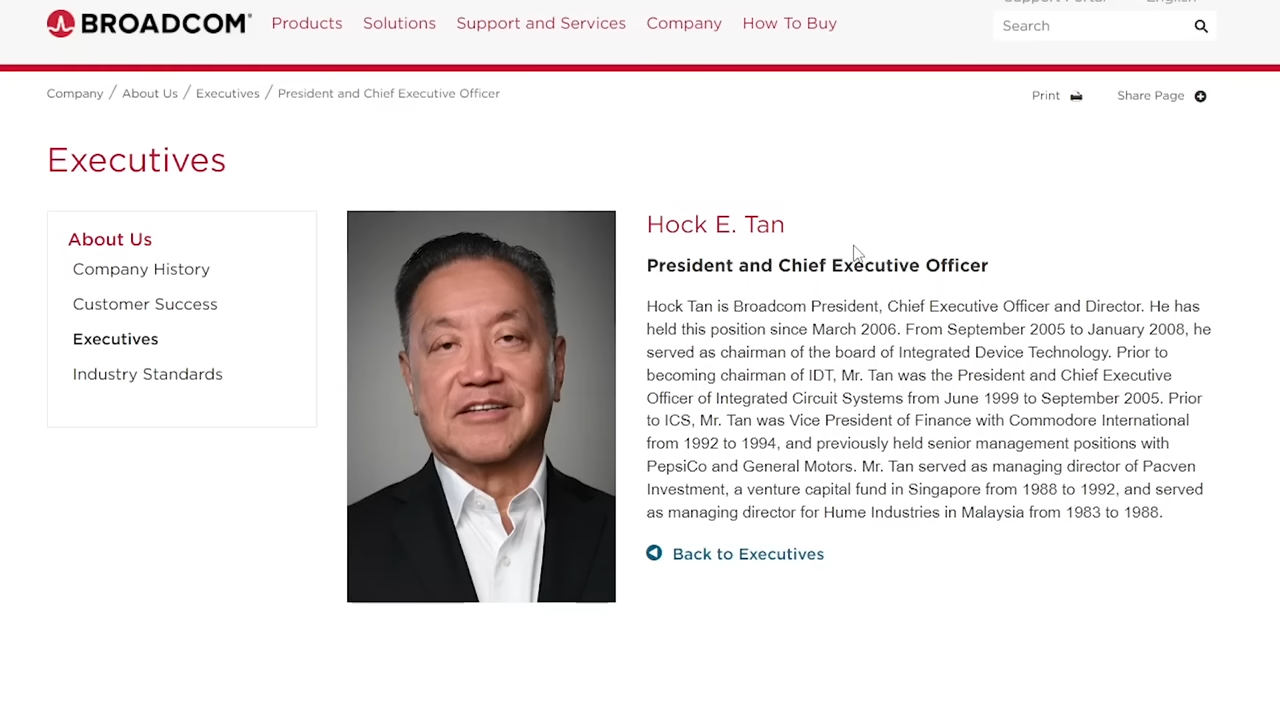 Support Portal English
BROADCOM® Products Solutions Support and Services Company How To Buy
Search
Company / About Us / Executives / President and Chief Executive Officer
Print Share Page
Executives
About Us
Company History
Customer Success
Executives
Industry Standards
Hock E. Tan
President and Chief Executive Officer
Hock Tan is Broadcom President, Chief Executive Officer and Director. He has
held this position since March 2006. From September 2005 to January 2008, he
served as chairman of the board of Integrated Device Technology. Prior to
becoming chairman of IDT, Mr. Tan was the President and Chief Executive
Officer of Integrated Circuit Systems from June 1999 to September 2005. Prior
to ICS, Mr. Tan was Vice President of Finance with Commodore International
from 1992 to 1994, and previously held senior management positions with
PepsiCo and General Motors. Mr. Tan served as managing director of Pacven
Investment, a venture capital fund in Singapore from 1988 to 1992, and served
as managing director for Hume Industries in Malaysia from 1983 to 1988.
Back to Executives